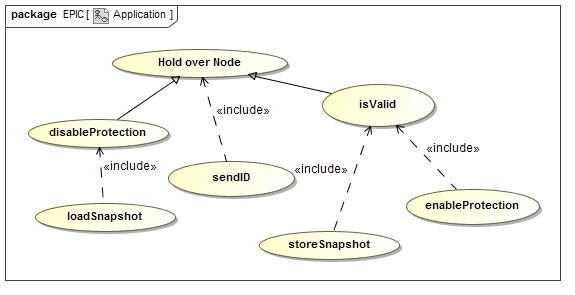 package EPIC [ Application ]
Hold over Node
isValid
«include»
disableProtection
«include»
«include»
«include»
sendID
enableProtection
loadSnapshot
storeSnapshot